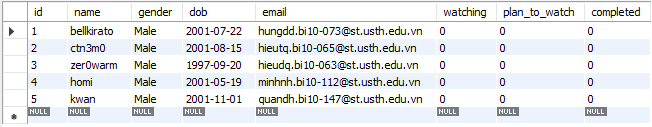 id name gender dob email watching plan_to_watch completed
1 bellkirato Male 2001-07-22 hungdd.bi10-073@st.usth.edu.vn 0 0 0
2 ctn3m0 Male 2001-08-15 hieutq.bi10-065@st.usth.edu.vn 0 0 0
3 zer0warm Male 1997-09-20 hieudq.bi10-063@st.usth.edu.vn 0 0 0
4 homi Male 2001-05-19 minhnh.bi10-112@st.usth.edu.vn 0 0 0
5 kwan Male 2001-11-01 quandh.bi10-147@st.usth.edu.vn 0 0 0
NULL NULL NULL NULL NULL NULL NULL NULL